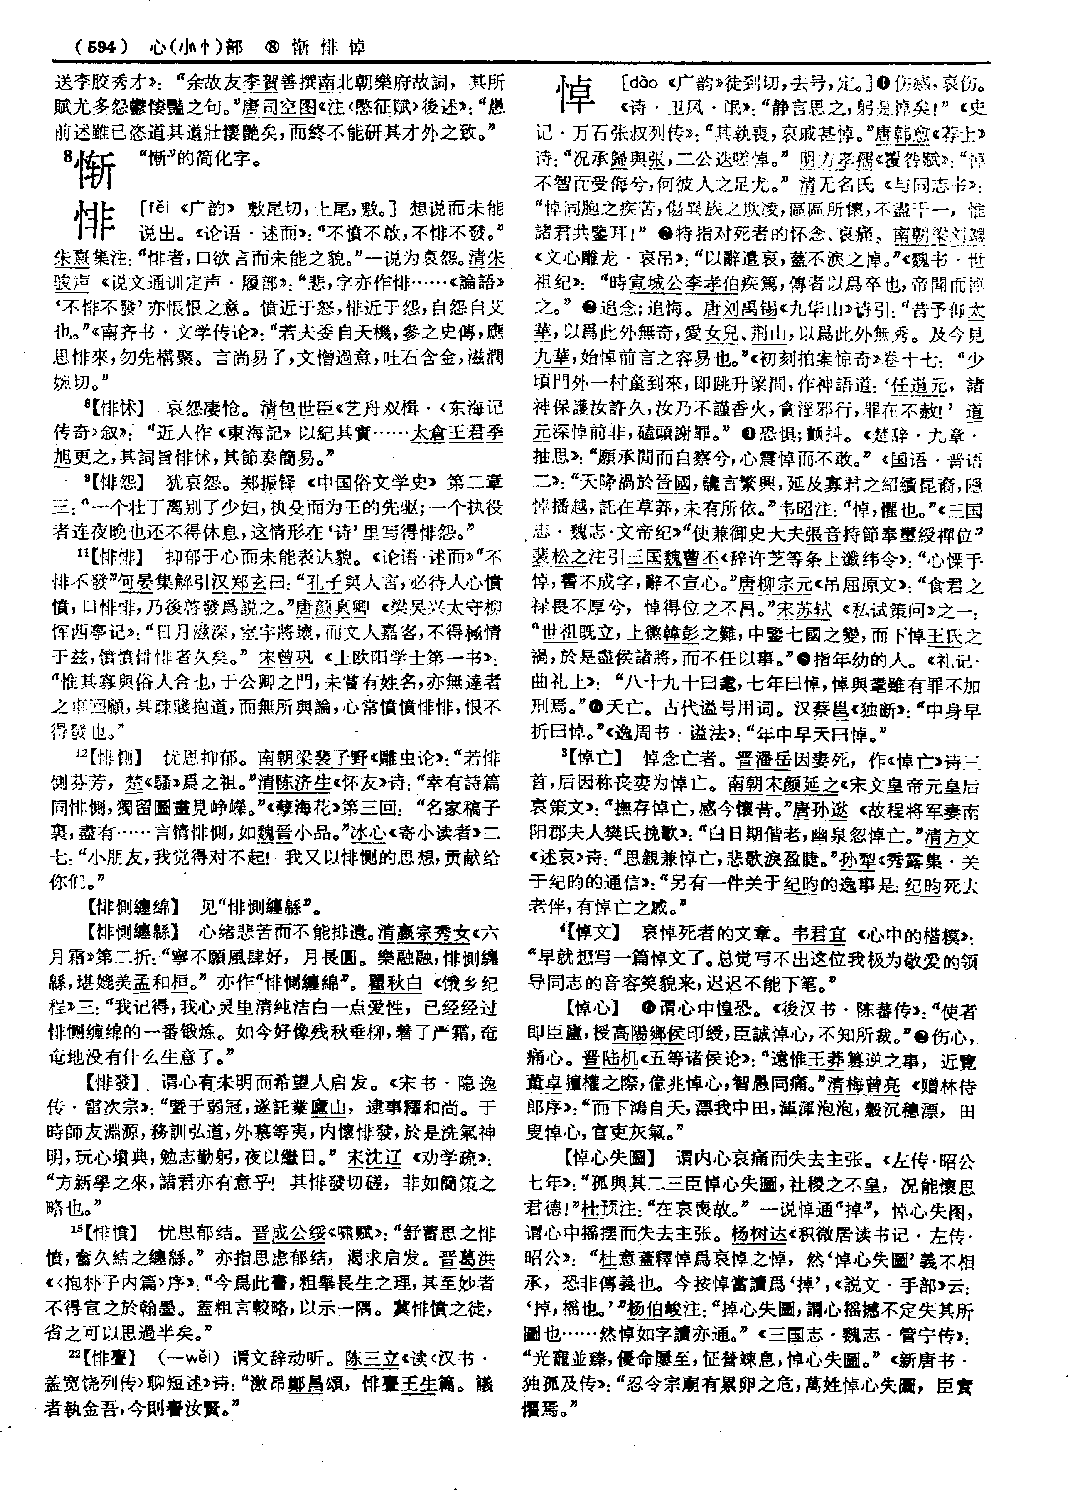 (594) 心(㣺忄)部 ⑧ 惭 悱 悼
送李胶秀才》："余故友李賀善撰南北朝樂府故詞，其所
賦尤多怨鬱悽豔之句。"唐司空图《注〈愍征赋〉後述》："愚
前述雖已恣道其遒壯悽艷矣，而終不能研其才外之致。"
8惭 "慚"的简化字。
悱 [fěi 《广韵》敷尾切，上尾，敷。] 想说而未能
说出。《论语·述而》："不憤不啟，不悱不發。"
朱熹集注："悱者，口欲言而未能之貌。"一说为哀怨。清朱
骏声《说文通训定声·履部》："悲，字亦作悱……《論語》
'不悱不發'亦悵恨之意。憤近于怒，悱近于怨，自怨自艾
也。"《南齐书·文学传论》："若夫委自天機，參之史傳，應
思悱來，勿先構聚。言尚易了，文憎過意，吐石含金，滋潤
婉切。"
8【悱怵】 哀怨凄怆。清包世臣《艺舟双楫·〈东海记
传奇〉叙》："近人作《東海記》以紀其實……太倉王君季
旭更之，其詞旨悱怵，其節奏簡易。"
9【悱怨】 犹哀怨。郑振铎《中国俗文学史》第二章
三："一个壮丁离别了少妇，执殳而为王的先驱；一个执役
者连夜晚也还不得休息，这情形在'诗'里写得悱怨。"
11【悱悱】 抑郁于心而未能表达貌。《论语·述而》"不
悱不發"何晏集解引汉郑玄曰："孔子與人言，必待人心憤
憤，口悱悱，乃後啓發爲説之。"唐颜真卿《梁吴兴太守柳
恽西亭记》："日月滋深，室宇將壞，而文人嘉客，不得極情
于兹，憤憤悱悱者久矣。" 宋曾巩《上欧阳学士第一书》：
"惟其寡與俗人合也，于公卿之門，未嘗有姓名，亦無達者
之車迴顧，其疎賤抱道，而無所與論，心常憤憤悱悱，恨不
得發也。"
12【悱恻】 忧思抑郁。南朝梁裴子野《雕虫论》："若悱
惻芬芳，楚《騷》爲之祖。"清陈济生《怀友》诗："幸有詩篇
同悱惻，獨留圖畫見崢嶸。"《孽海花》第三回："名家稿子
裏，盡有……言情悱惻，如魏晉小品。"冰心《寄小读者》二
七："小朋友，我觉得对不起！我又以悱恻的思想，贡献给
你们。"
【悱惻纏綿】 见"悱惻纏緜"。
【悱惻纏緜】 心绪悲苦而不能排遣。清嬴宗季女《六
月霜》第二折："寧不願風肆好，月長圓。樂融融，悱惻纏
緜，堪媲美孟和桓。"亦作"悱惻纏綿"。瞿秋白《饿乡纪
程》三："我记得，我心灵里清纯洁白一点爱性，已经经过
悱恻缠绵的一番锻炼。如今好像残秋垂柳，着了严霜，奄
奄地没有什么生意了。"
【悱發】 谓心有未明而希望人启发。《宋书·隐逸
传·雷次宗》："暨于弱冠，遂託業廬山，逮事釋和尚。于
時師友淵源，務訓弘道，外慕等夷，内懷悱發，於是洗氣神
明，玩心墳典，勉志勤躬，夜以繼日。"宋沈辽《劝学疏》：
"方新學之來，諸君亦有意乎！其悱發切磋，非如簡策之
略也。"
15【悱憤】 忧思郁结。晋成公绥《啸赋》："舒蓄思之悱
憤，奮久結之纏緜。"亦指思虑郁结，渴求启发。晋葛洪
《〈抱朴子内篇〉序》："今爲此書，粗舉長生之理，其至妙者
不得宣之於翰墨。蓋粗言較略，以示一隅。冀悱憤之徒，
省之可以思過半矣。"
22【悱亹】 (—wěi) 谓文辞动听。陈三立《读〈汉书·
盖宽饶列传〉聊短述》诗："激昂鄭昌頌，悱亹王生篇。議
者執金吾，今則暑汝賢。"
悼 [dào 《广韵》徒到切，去号，定。]❶伤感，哀伤。
《诗·卫风·氓》："静言思之，躬自悼矣！"《史
记·万石张叔列传》："其執喪，哀戚甚悼。"唐韩愈《荐士》
诗："况承歸與張，二公迭嗟悼。" 明方孝孺《覆咎赋》："悼
不智而受侮兮，何彼人之足尤。" 清无名氏《与同志书》：
"悼同胞之疾苦，傷異族之欺凌，區區所懷，不盡千一，惟
諸君共鑒耳！"❷特指对死者的怀念、哀痛。南朝梁刘勰
《文心雕龙·哀吊》："以辭遣哀，蓋不淚之悼。"《魏书·世
祖纪》："時宣城公李孝伯疾篤，傳者以爲卒也，帝聞而悼
之。"❸追念；追悔。唐刘禹锡《九华山》诗引："昔予仰太
華，以爲此外無奇，愛女兒、荆山，以爲此外無秀。及今見
九華，始悼前言之容易也。"《初刻拍案惊奇》卷十七："少
頃門外一村童到來，即跳升梁間，作神語道：'任道元，諸
神保護汝許久，汝乃不謹香火，貪淫邪行，罪在不赦！'道
元深悼前非，磕頭謝罪。"❹恐惧；颤抖。《楚辞·九章·
抽思》："願承閒而自察兮，心震悼而不敢。"《国语·晋语
二》："天降禍於晉國，讒言繁興，延及寡君之紹續昆裔，隱
悼播越，託在草莽，未有所依。"韦昭注："悼，懼也。"《三国
志·魏志·文帝纪》"使兼御史大夫張音持節奉璽綬禪位"
裴松之注引三国魏曹丕《辞许芝等条上谶纬令》："心慄手
悼，書不成字，辭不宣心。"唐柳宗元《吊屈原文》："食君之
禄畏不厚兮，悼得位之不昌。"宋苏轼《私试策问》之一：
"世祖既立，上懲韓彭之難，中鑒七國之變，而下悼王氏之
禍，於是盡侯諸將，而不任以事。"❺指年幼的人。《礼记·
曲礼上》："八十九十曰耄，七年曰悼，悼與耄雖有罪不加
刑焉。"❻夭亡。古代谥号用词。汉蔡邕《独断》："中身早
折曰悼。"《逸周书·谥法》："年中早夭曰悼。"
3【悼亡】 悼念亡者。晋潘岳因妻死，作《悼亡》诗三
首，后因称丧妻为悼亡。南朝宋颜延之《宋文皇帝元皇后
哀策文》："撫存悼亡，感今懷昔。"唐孙逖《故程将军妻南
阳郡夫人樊氏挽歌》："白日期偕老，幽泉忽悼亡。"清方文
《述哀》诗："思親兼悼亡，悲歌淚盈睫。"孙犁《秀露集·关
于纪昀的通信》："另有一件关于纪昀的逸事是：纪昀死去
老伴，有悼亡之戚。"
4【悼文】 哀悼死者的文章。韦君宜《心中的楷模》：
"早就想写一篇悼文了。总觉写不出这位我极为敬爱的领
导同志的音容笑貌来，迟迟不能下笔。"
【悼心】 ❶谓心中惶恐。《後汉书·陈蕃传》："使者
即臣廬，授高陽鄉侯印綬，臣誠悼心，不知所裁。"❷伤心，
痛心。晋陆机《五等诸侯论》："遠惟王莽篡逆之事，近覽
董卓擅權之際，億兆悼心，智愚同痛。"清梅曾亮《赠林侍
郎序》："而下鴻自天，漂我中田，渾渾泡泡，穀沉穗漂，田
叟悼心，官吏灰氣。"
【悼心失圖】 谓内心哀痛而失去主张。《左传·昭公
七年》："孤與其二三臣悼心失圖，社稷之不皇，况能懷思
君德！"杜预注："在哀喪故。" 一说悼通"掉"，悼心失图，
谓心中摇摆而失去主张。杨树达《积微居读书记·左传·
昭公》："杜意蓋釋悼爲哀悼之悼，然'悼心失圖'義不相
承，恐非傳義也。今按悼當讀爲'掉'，《説文·手部》云：
'掉，摇也。'"杨伯峻注："掉心失圖，謂心摇撼不定失其所
圖也……然悼如字讀亦通。"《三国志·魏志·管宁传》：
"光寵並臻，優命屢至，怔營竦息，悼心失圖。"《新唐书·
独孤及传》："忍令宗廟有累卵之危，萬姓悼心失圖，臣實
懼焉。"